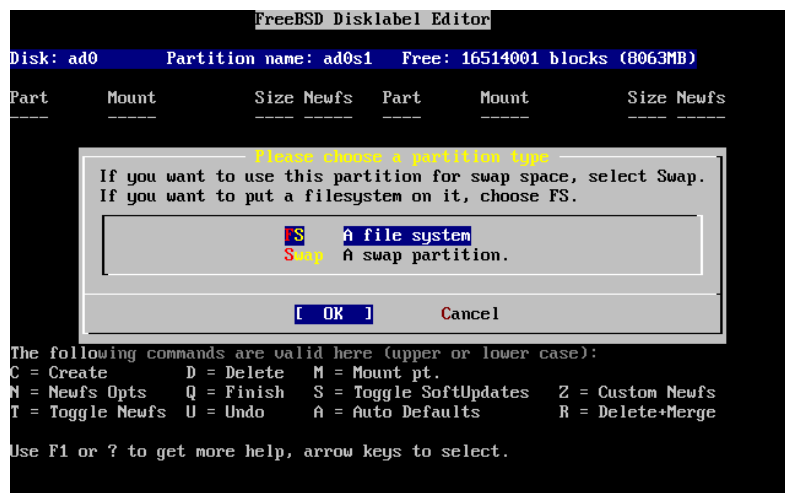 FreeBSD Disklabel Editor
Disk: ad0 Partition name: ad0s1 Free: 16514001 blocks (8063MB)
Part Mount Size Newfs Part Mount Size Newfs
---- ----- ---- ----- ---- ----- ---- -----
Please choose a partition type
If you want to use this partition for swap space, select Swap.
If you want to put a filesystem on it, choose FS.
FS A file system
Swap A swap partition.
[ OK ] Cancel
The following commands are valid here (upper or lower case):
C = Create D = Delete M = Mount pt.
N = Newfs Opts Q = Finish S = Toggle SoftUpdates Z = Custom Newfs
T = Toggle Newfs U = Undo A = Auto Defaults R = Delete+Merge
Use F1 or ? to get more help, arrow keys to select.